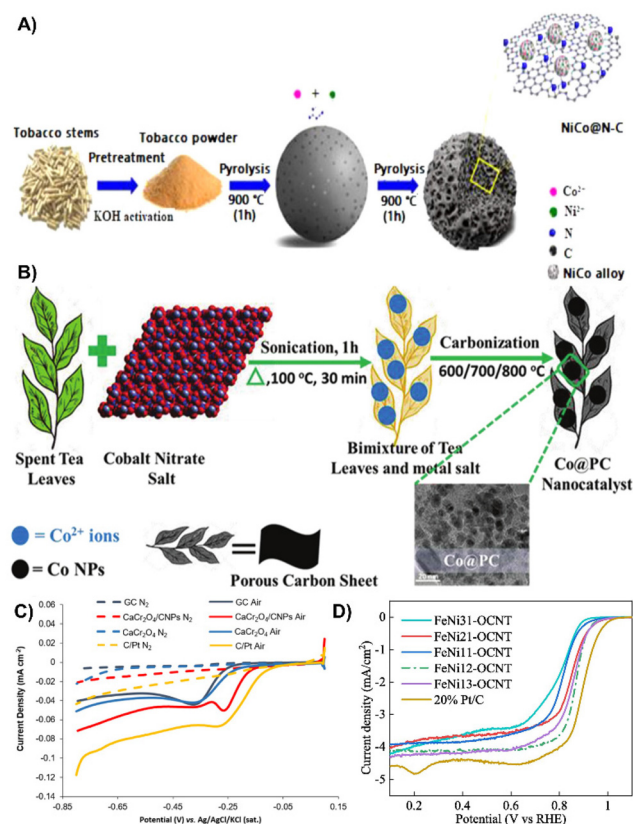 A)
Tobacco stems
Pretreatment
KOH activation
Tobacco powder
Pyrolysis
900 °C
(1h)
+
Pyrolysis
900 °C
(1h)
NiCo@N-C
Co²⁻
Ni²⁻
N
C
NiCo alloy
B)
Spent Tea
Leaves
Cobalt Nitrate
Salt
Sonication, 1h
△,100 °C, 30 min
Bimixture of Tea
Leaves and metal salt
Carbonization
600/700/800 °C
Co@PC
Nanocatalyst
Co@PC
= Co²⁺ ions
= Co NPs
=
Porous Carbon Sheet
C)
GC N₂
GC Air
CaCr₂O₄/CNPs N₂
CaCr₂O₄/CNPs Air
CaCr₂O₄ N₂
CaCr₂O₄ Air
C/Pt N₂
C/Pt Air
0.04
0.02
0
-0.02
-0.04
-0.06
-0.08
-0.1
-0.12
-0.14
Current Density (mA cm⁻²)
-0.85 -0.65 -0.45 -0.25 -0.05 0.15
Potential (V) vs. Ag/AgCl/KCl (sat.)
D)
FeNi31-OCNT
FeNi21-OCNT
FeNi11-OCNT
FeNi12-OCNT
FeNi13-OCNT
20% Pt/C
0
-1
-2
-3
-4
-5
Current density (mA/cm²)
0.2 0.4 0.6 0.8 1
Potential (V vs RHE)